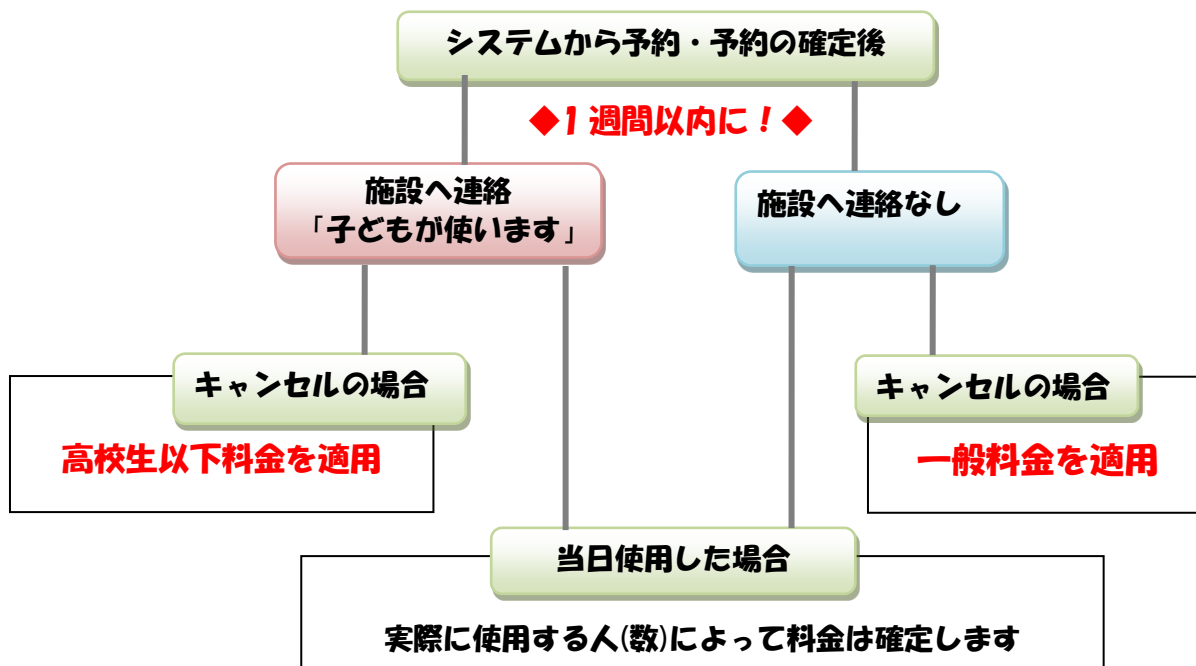 システムから予約・予約の確定後
◆1週間以内に！◆
施設へ連絡
「子どもが使います」
施設へ連絡なし
キャンセルの場合
高校生以下料金を適用
キャンセルの場合
一般料金を適用
当日使用した場合
実際に使用する人(数)によって料金は確定します